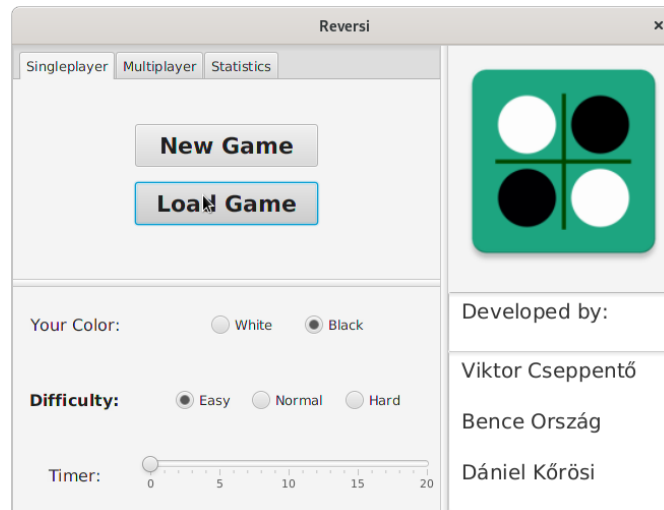 Reversi ×
Singleplayer Multiplayer Statistics
New Game
Load Game
Your Color: White Black
Difficulty: Easy Normal Hard
Timer:
0 5 10 15 20
Developed by:
Viktor Cseppentő
Bence Ország
Dániel Kőrösi